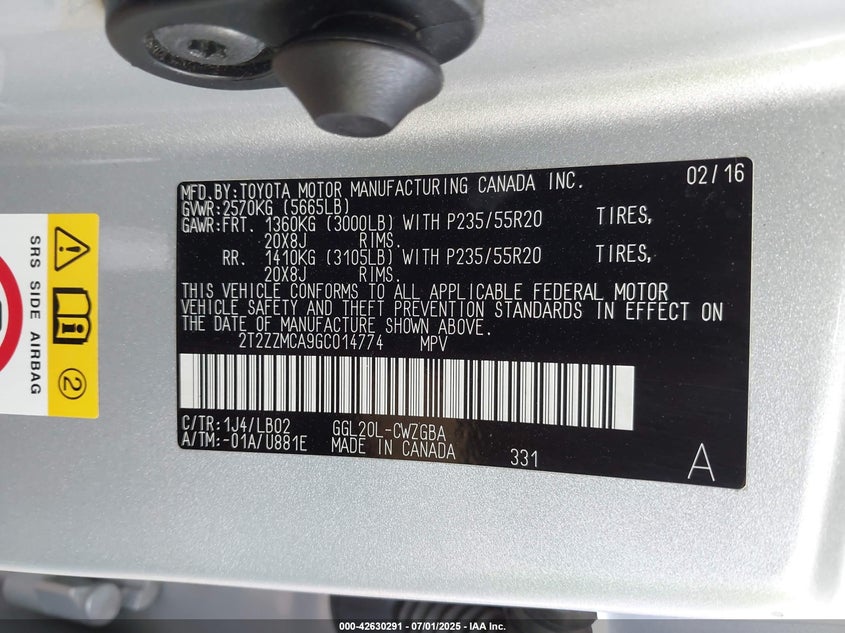 MFD.BY:TOYOTA MOTOR MANUFACTURING CANADA INC. 02/16
GVWR:2570KG (5665LB)
GAWR:FRT. 1360KG (3000LB) WITH P235/55R20 TIRES,
20X8J RIMS.
RR. 1410KG (3105LB) WITH P235/55R20 TIRES,
20X8J RIMS.
THIS VEHICLE CONFORMS TO ALL APPLICABLE FEDERAL MOTOR
VEHICLE SAFETY AND THEFT PREVENTION STANDARDS IN EFFECT ON
THE DATE OF MANUFACTURE SHOWN ABOVE.
2T2ZZMCA9GC014774 MPV
C/TR:1J4/LB02 GGL20L-CWZGBA
A/TM:-01A/U881E MADE IN CANADA 331 A
SRS SIDE AIRBAG
2
000-42630291 - 07/01/2025 - IAA Inc.